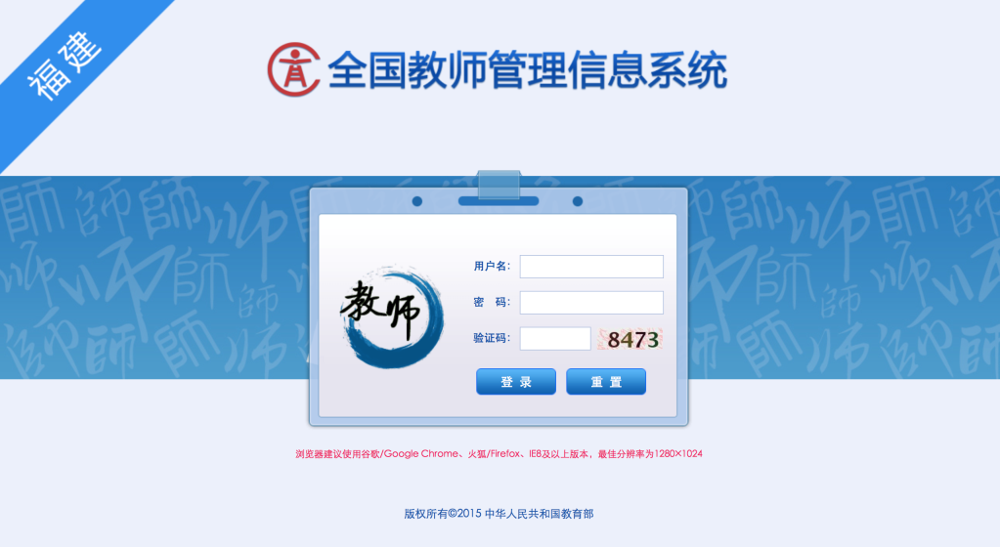 福建
全国教师管理信息系统
教师
用户名：
密 码：
验证码：
8473
登 录
重 置
浏览器建议使用谷歌/Google Chrome、火狐/Firefox、IE8及以上版本，最佳分辨率为1280×1024
版权所有©2015 中华人民共和国教育部